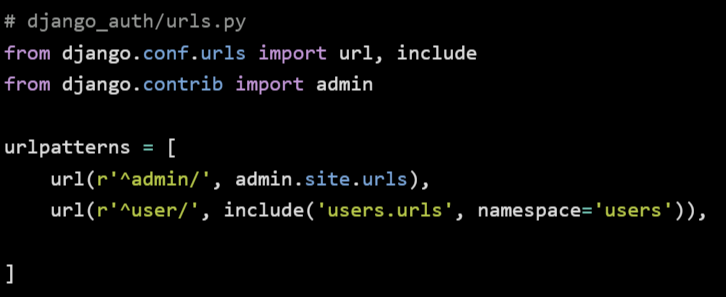 # django_auth/urls.py
from django.conf.urls import url, include
from django.contrib import admin
urlpatterns = [
    url(r'^admin/', admin.site.urls),
    url(r'^user/', include('users.urls', namespace='users')),
]